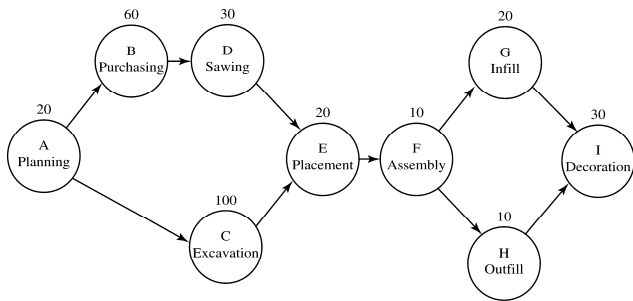 60
B
Purchasing
30
D
Sawing
20
G
Infill
20
A
Planning
20
E
Placement
10
F
Assembly
30
I
Decoration
100
C
Excavation
10
H
Outfill